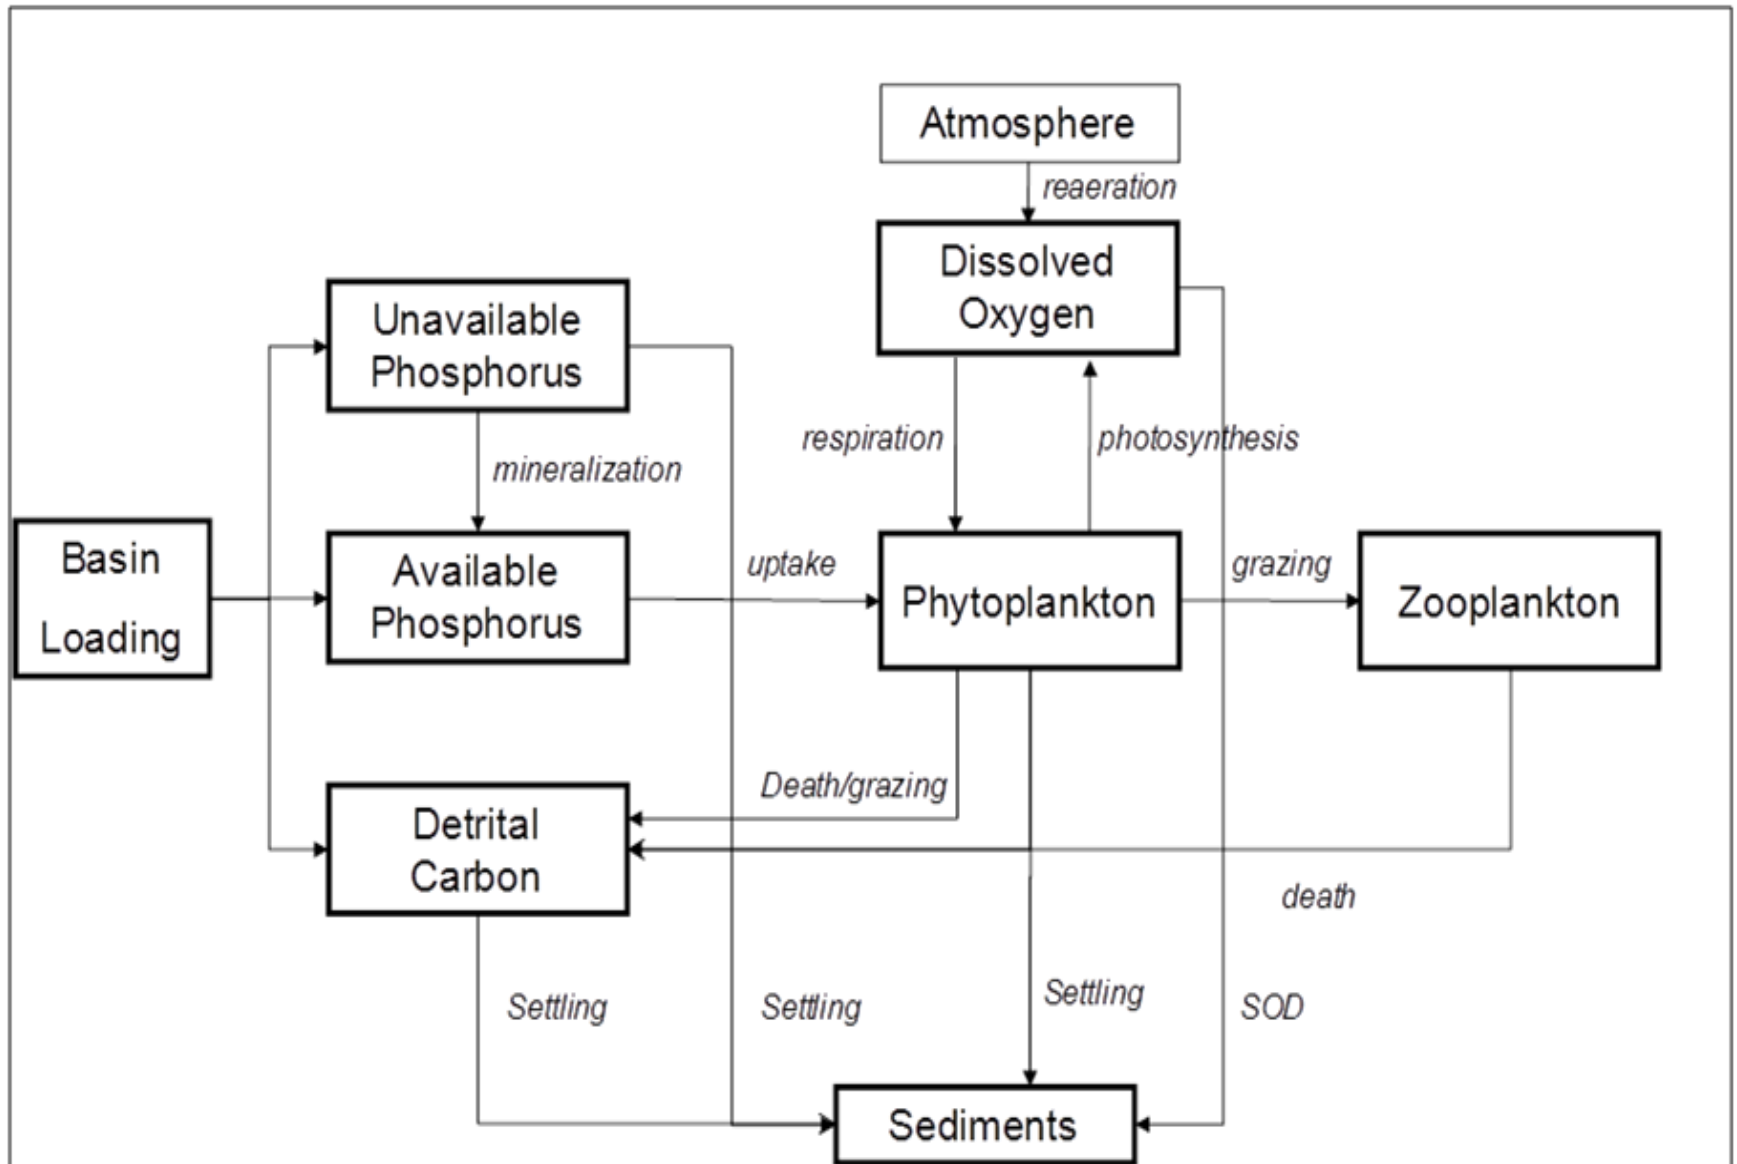 Atmosphere
reaeration
Dissolved
Oxygen
Unavailable
Phosphorus
respiration
photosynthesis
mineralization
Basin
Loading
Available
Phosphorus
uptake
Phytoplankton
grazing
Zooplankton
Death/grazing
Detrital
Carbon
death
Settling
Settling
Settling
SOD
Sediments